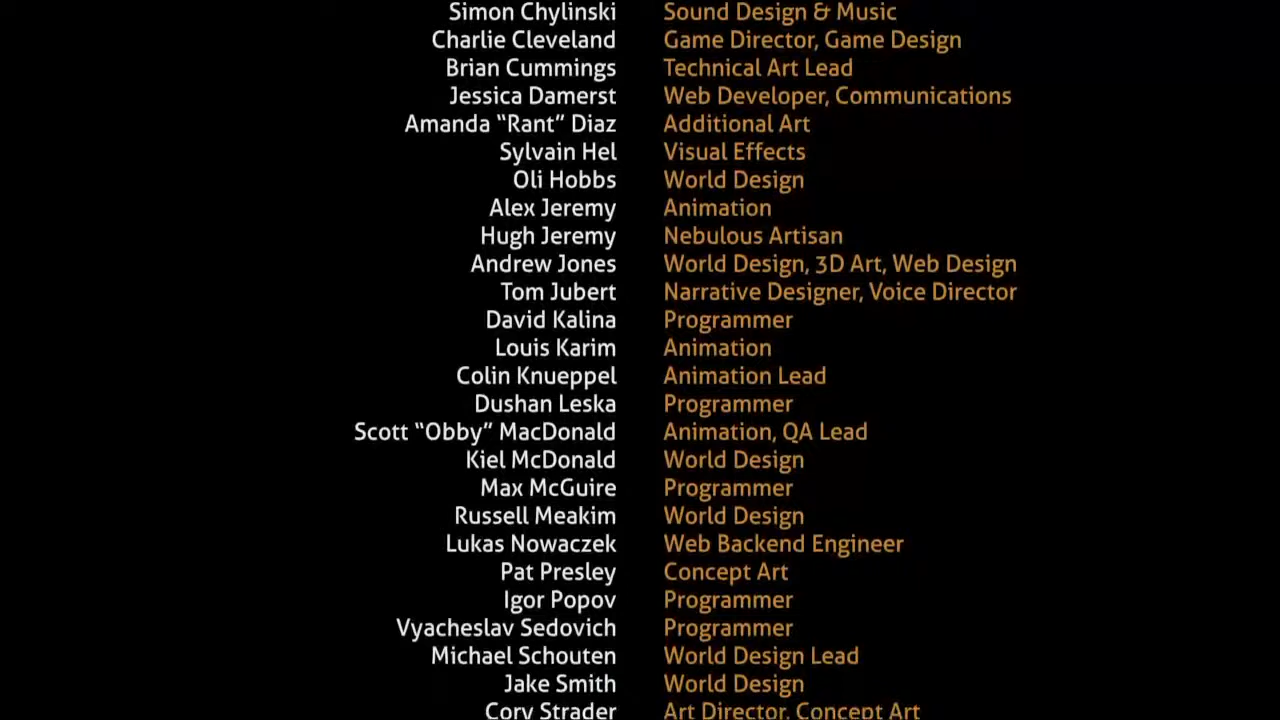 Simon Chylinski Sound Design & Music
Charlie Cleveland Game Director, Game Design
Brian Cummings Technical Art Lead
Jessica Damerst Web Developer, Communications
Amanda “Rant” Diaz Additional Art
Sylvain Hel Visual Effects
Oli Hobbs World Design
Alex Jeremy Animation
Hugh Jeremy Nebulous Artisan
Andrew Jones World Design, 3D Art, Web Design
Tom Jubert Narrative Designer, Voice Director
David Kalina Programmer
Louis Karim Animation
Colin Knueppel Animation Lead
Dushan Leska Programmer
Scott “Obby” MacDonald Animation, QA Lead
Kiel McDonald World Design
Max McGuire Programmer
Russell Meakim World Design
Lukas Nowaczek Web Backend Engineer
Pat Presley Concept Art
Igor Popov Programmer
Vyacheslav Sedovich Programmer
Michael Schouten World Design Lead
Jake Smith World Design
Cory Strader Art Director, Concept Art